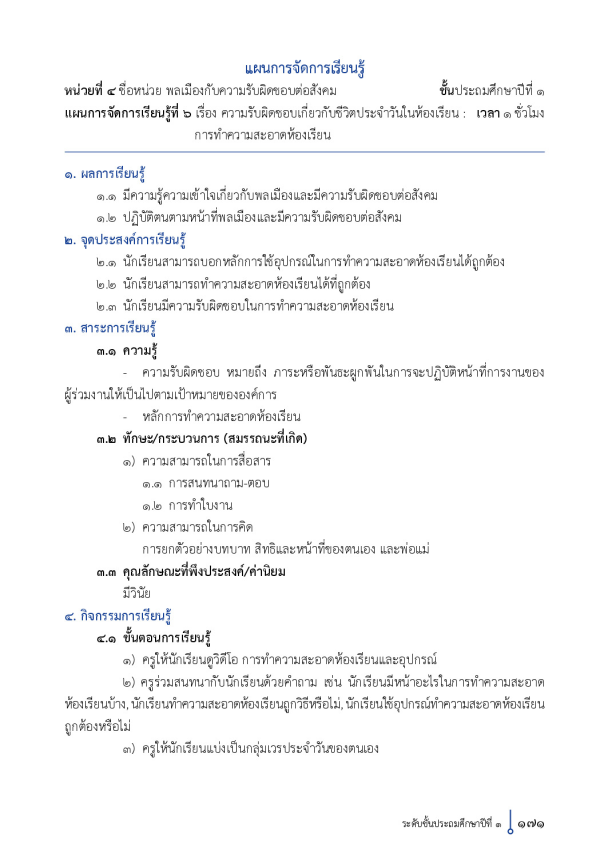 แผนการจัดการเรียนรู้
หน่วยที่ ๔ ชื่อหน่วย พลเมืองกับความรับผิดชอบต่อสังคม ชั้นประถมศึกษาปีที่ ๑
แผนการจัดการเรียนรู้ที่ ๖ เรื่อง ความรับผิดชอบเกี่ยวกับชีวิตประจำวันในห้องเรียน : เวลา ๑ ชั่วโมง
การทำความสะอาดห้องเรียน
๑. ผลการเรียนรู้
๑.๑ มีความรู้ความเข้าใจเกี่ยวกับพลเมืองและมีความรับผิดชอบต่อสังคม
๑.๒ ปฏิบัติตนตามหน้าที่พลเมืองและมีความรับผิดชอบต่อสังคม
๒. จุดประสงค์การเรียนรู้
๒.๑ นักเรียนสามารถบอกหลักการใช้อุปกรณ์ในการทำความสะอาดห้องเรียนได้ถูกต้อง
๒.๒ นักเรียนสามารถทำความสะอาดห้องเรียนได้ที่ถูกต้อง
๒.๓ นักเรียนมีความรับผิดชอบในการทำความสะอาดห้องเรียน
๓. สาระการเรียนรู้
๓.๑ ความรู้
- ความรับผิดชอบ หมายถึง ภาระหรือพันธะผูกพันในการจะปฏิบัติหน้าที่การงานของ
ผู้ร่วมงานให้เป็นไปตามเป้าหมายขององค์การ
- หลักการทำความสะอาดห้องเรียน
๓.๒ ทักษะ/กระบวนการ (สมรรถนะที่เกิด)
๑) ความสามารถในการสื่อสาร
๑.๑ การสนทนาถาม-ตอบ
๑.๒ การทำใบงาน
๒) ความสามารถในการคิด
การยกตัวอย่างบทบาท สิทธิและหน้าที่ของตนเอง และพ่อแม่
๓.๓ คุณลักษณะที่พึงประสงค์/ค่านิยม
มีวินัย
๔. กิจกรรมการเรียนรู้
๔.๑ ขั้นตอนการเรียนรู้
๑) ครูให้นักเรียนดูวิดีโอ การทำความสะอาดห้องเรียนและอุปกรณ์
๒) ครูร่วมสนทนากับนักเรียนด้วยคำถาม เช่น นักเรียนมีหน้าอะไรในการทำความสะอาด
ห้องเรียนบ้าง, นักเรียนทำความสะอาดห้องเรียนถูกวิธีหรือไม่, นักเรียนใช้อุปกรณ์ทำความสะอาดห้องเรียน
ถูกต้องหรือไม่
๓) ครูให้นักเรียนแบ่งเป็นกลุ่มเวรประจำวันของตนเอง
ระดับชั้นประถมศึกษาปีที่ ๑ ๑๗๑